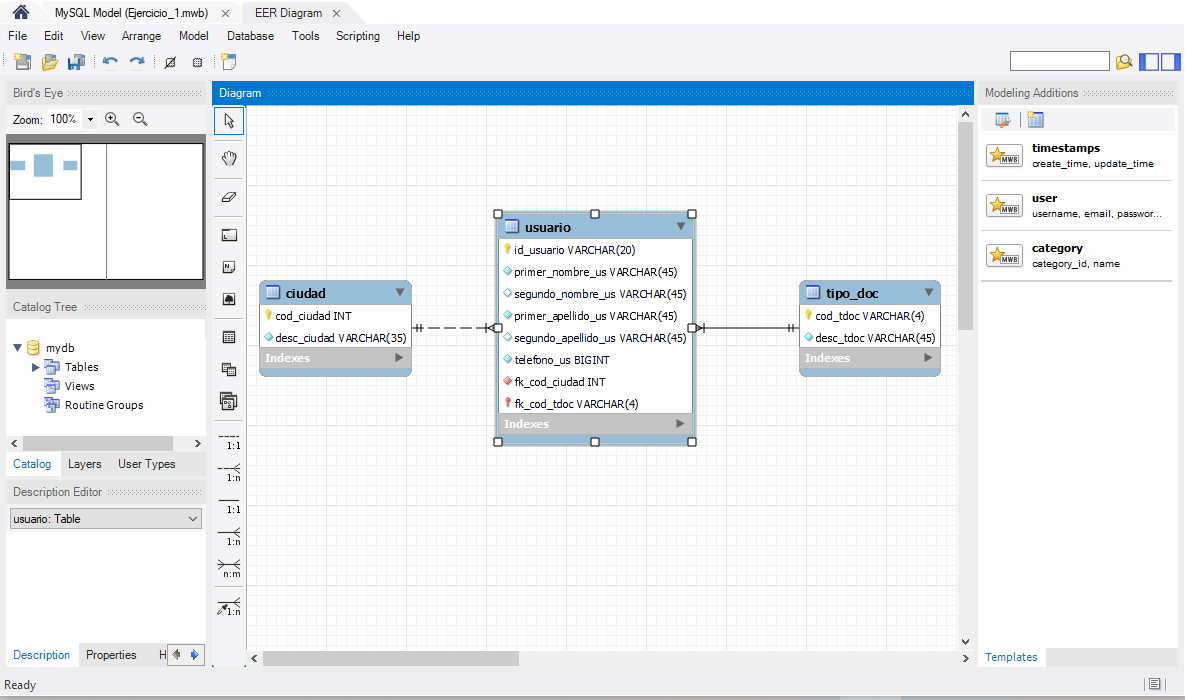 MySQL Model (Ejercicio_1.mwb)
EER Diagram
File Edit View Arrange Model Database Tools Scripting Help
Bird's Eye
Zoom: 100%
Catalog Tree
mydb
Tables
Views
Routine Groups
Catalog Layers User Types
Description Editor
usuario: Table
Description Properties H
Diagram
1:1
1:n
1:1
1:n
n:m
1:n
ciudad
cod_ciudad INT
desc_ciudad VARCHAR(35)
Indexes
usuario
id_usuario VARCHAR(20)
primer_nombre_us VARCHAR(45)
segundo_nombre_us VARCHAR(45)
primer_apellido_us VARCHAR(45)
segundo_apellido_us VARCHAR(45)
telefono_us BIGINT
fk_cod_ciudad INT
fk_cod_tdoc VARCHAR(4)
Indexes
tipo_doc
cod_tdoc VARCHAR(4)
desc_tdoc VARCHAR(45)
Indexes
Modeling Additions
MWB
timestamps
create_time, update_time
MWB
user
username, email, passwor...
MWB
category
category_id, name
Templates
Ready